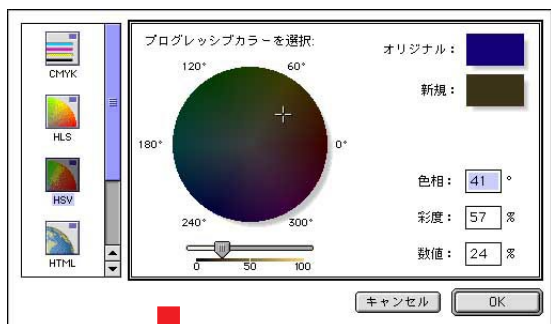 CMYK
HLS
HSV
HTML
プログレッシブカラーを選択:
120°
60°
180°
0°
240°
300°
0
50
100
オリジナル：
新規：
色相： 41 °
彩度： 57 %
数値： 24 %
キャンセル
OK